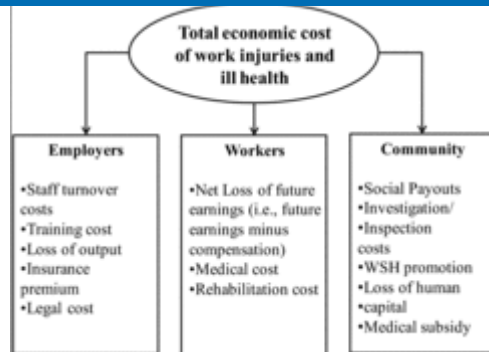 Total economic cost
of work injuries and
ill health
Employers
•Staff turnover
costs
•Training cost
•Loss of output
•Insurance
premium
•Legal cost
Workers
•Net Loss of future
earnings (i.e., future
earnings minus
compensation)
•Medical cost
•Rehabilitation cost
Community
•Social Payouts
•Investigation/
•Inspection
costs
•WSH promotion
•Loss of human
capital
•Medical subsidy